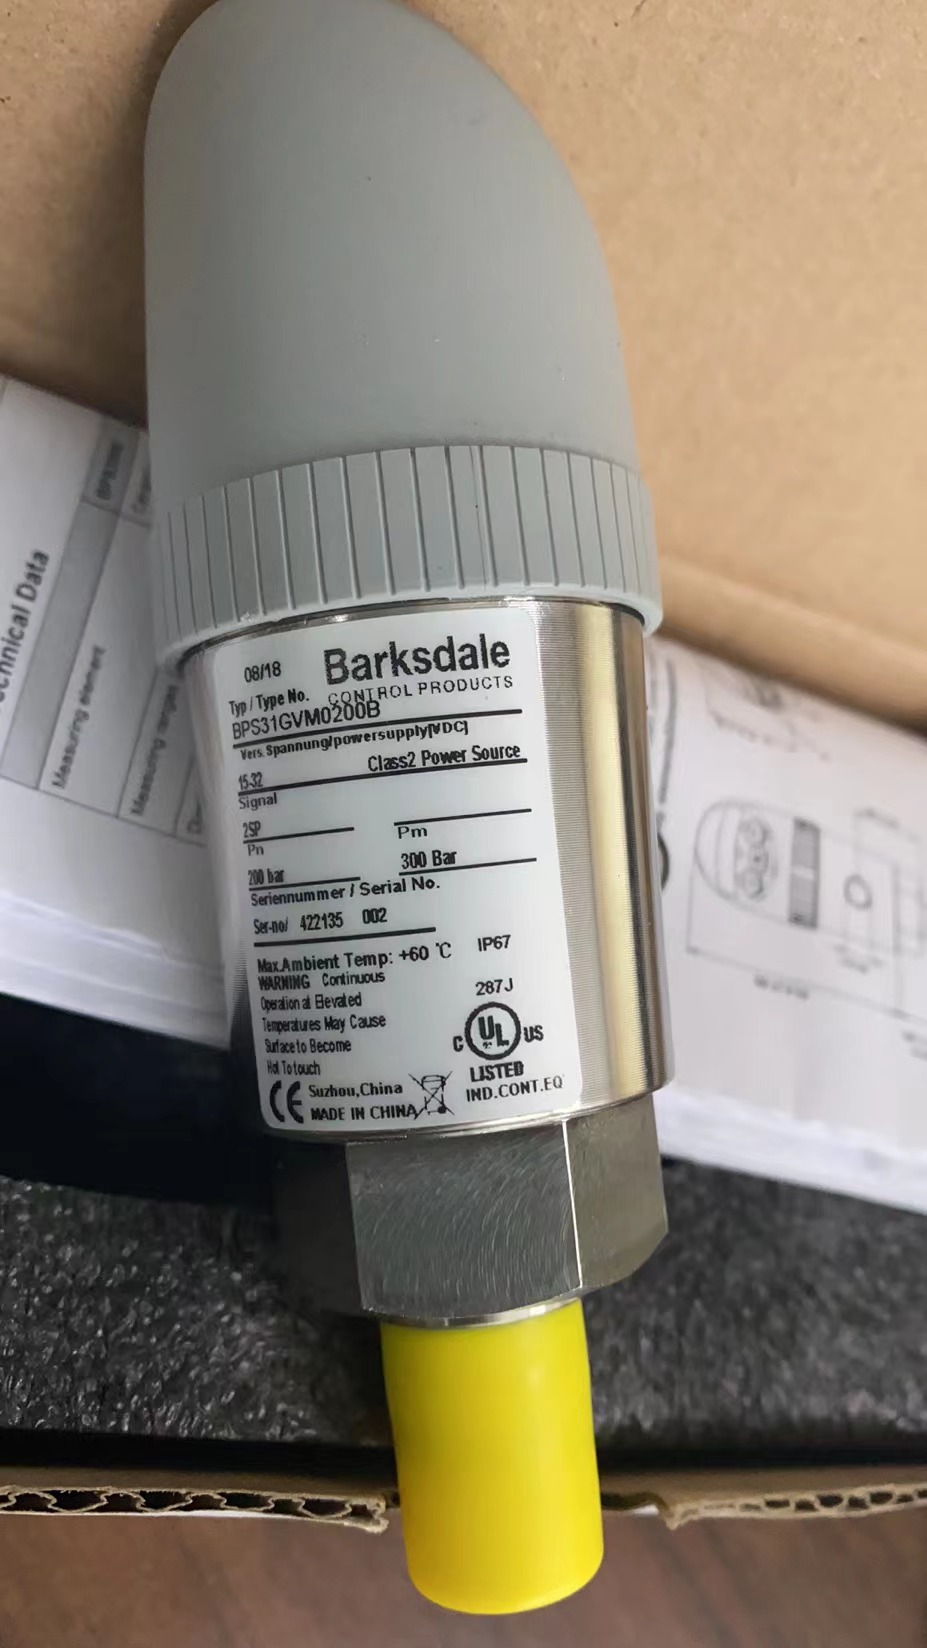 08/18 Barksdale
CONTROL PRODUCTS
Typ / Type No.
BPS31GVM0200B
Vers. Spannung/powersupply[VDC]
15-32 Class2 Power Source
Signal
2SP
Pn Pm
200 bar 300 Bar
Seriennummer / Serial No.
Ser-no/ 422135 002
Max.Ambient Temp: +60 °C IP67
WARNING Continuous
Operation at Elevated
Temperatures May Cause
Surface to Become
Hot To touch
287J
C UL US
LISTED
IND.CONT.EQ
CE Suzhou,China
MADE IN CHINA
Technical Data
Measuring element
Measuring ranges